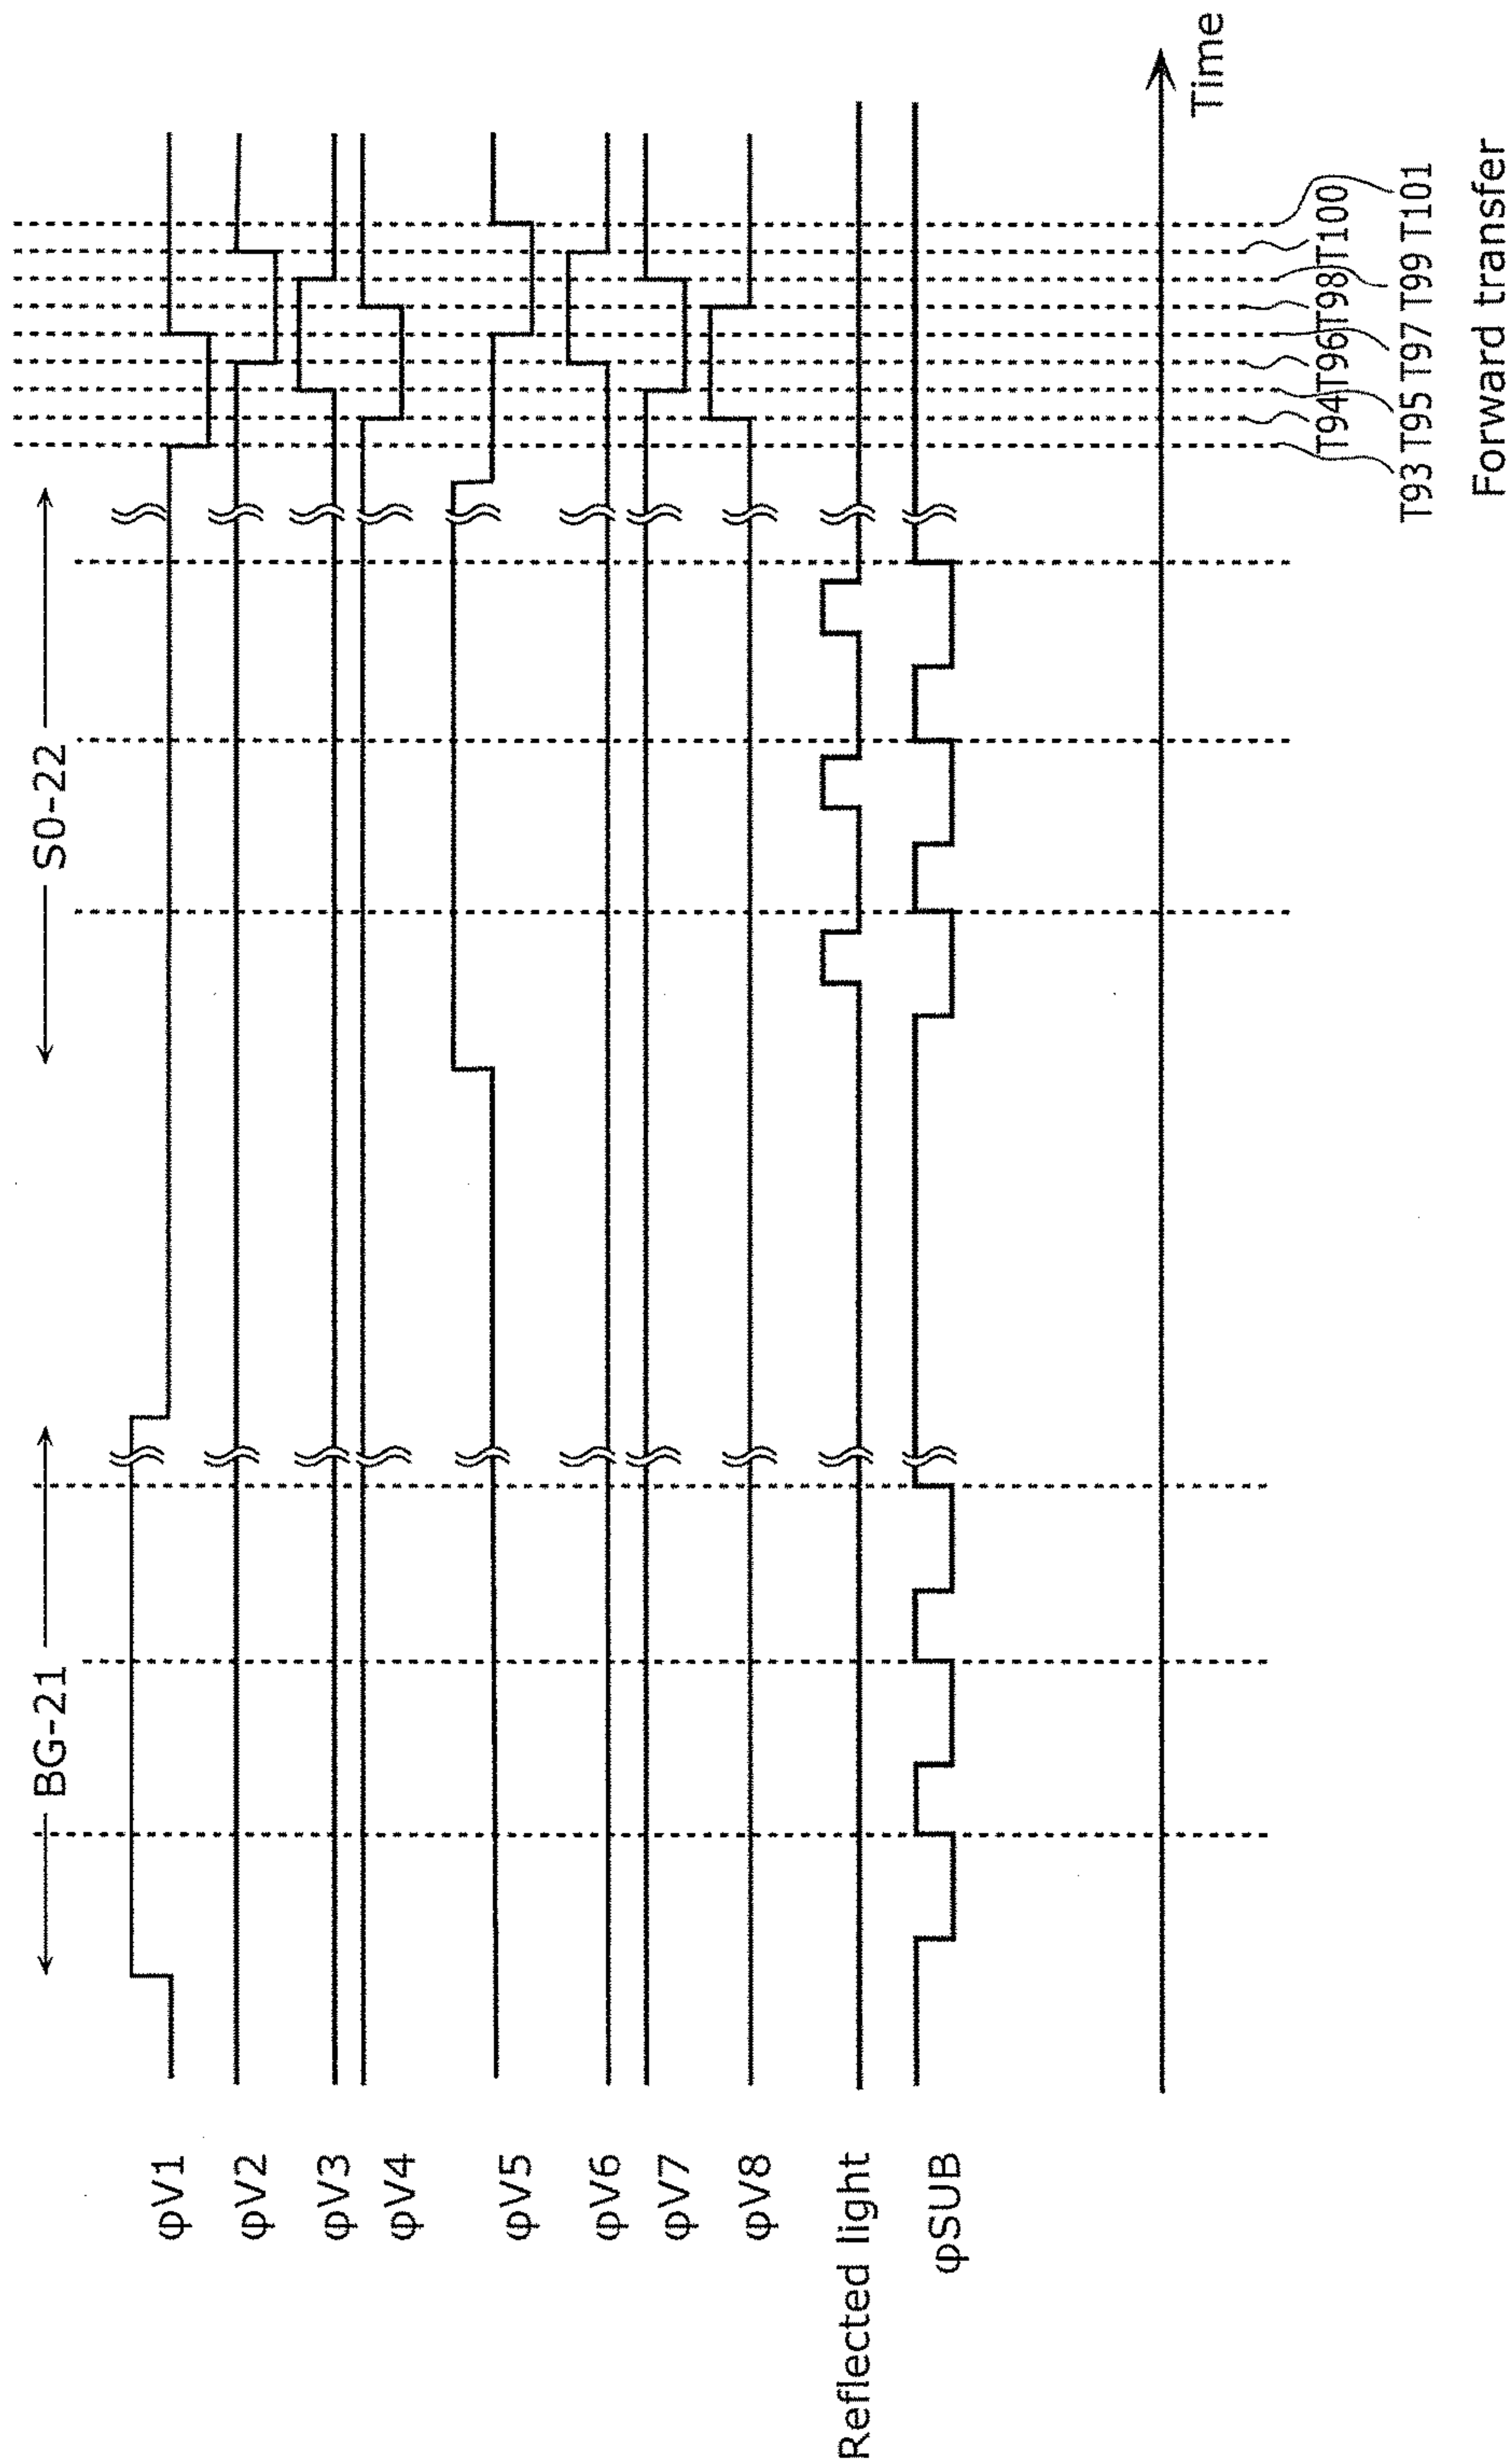 BG-21
S0-22
φV1
φV2
φV3
φV4
φV5
φV6
φV7
φV8
Reflected light
φSUB
Time
T94 T96 T98 T100
T93 T95 T97 T99 T101
Forward transfer